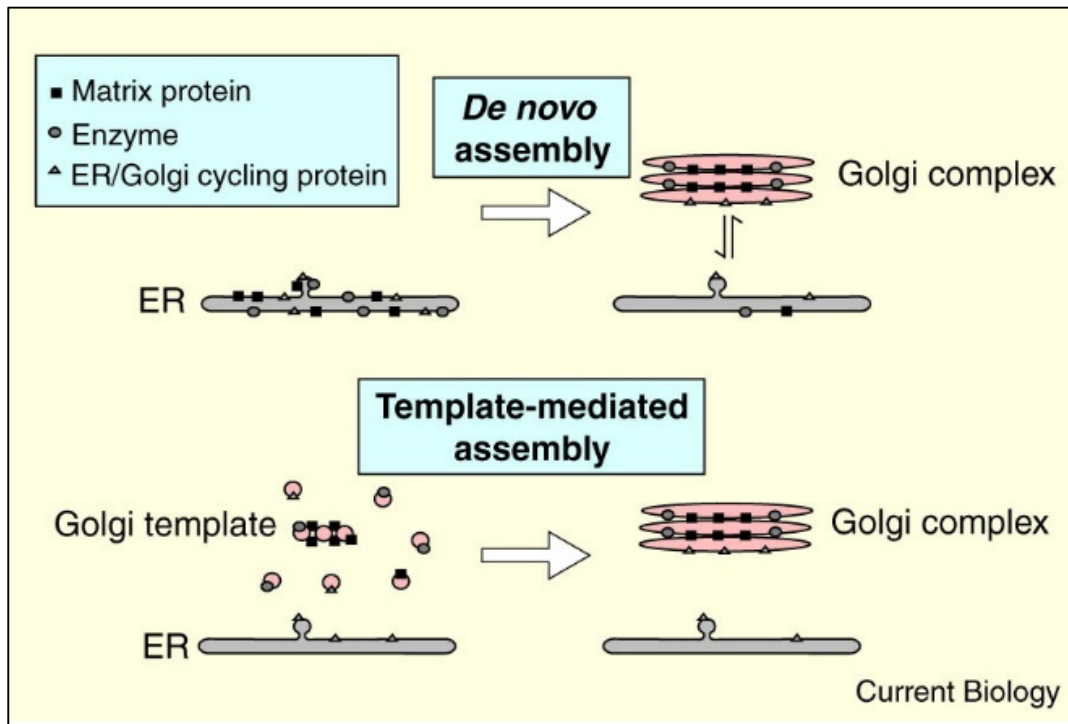 Matrix protein
Enzyme
ER/Golgi cycling protein
De novo
assembly
Golgi complex
ER
Template-mediated
assembly
Golgi template
Golgi complex
ER
Current Biology